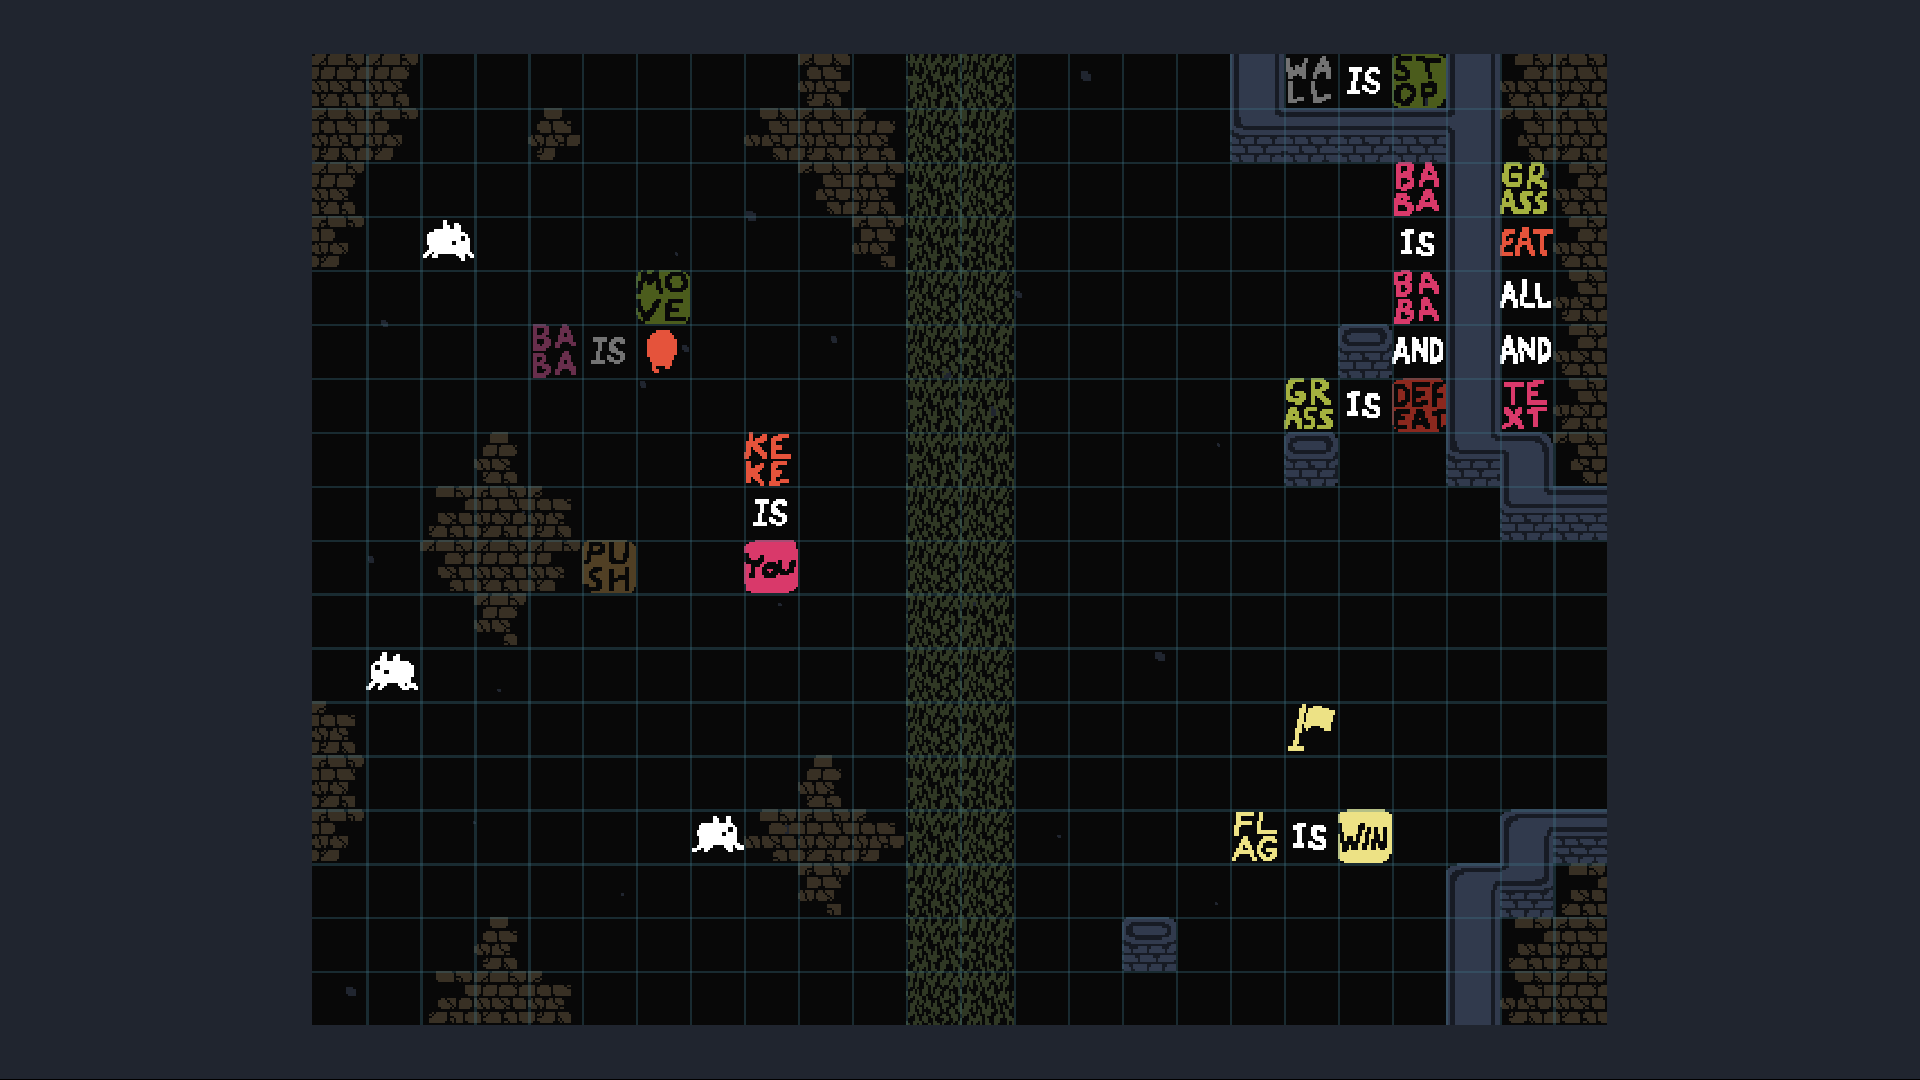 WALL IS STOP
BABA GRASS
IS EAT
MOVE BABA ALL
BABA IS AND AND
GRASS IS DEFEAT TEXT
KEKE
IS
PUSH YOU
FLAG IS WIN